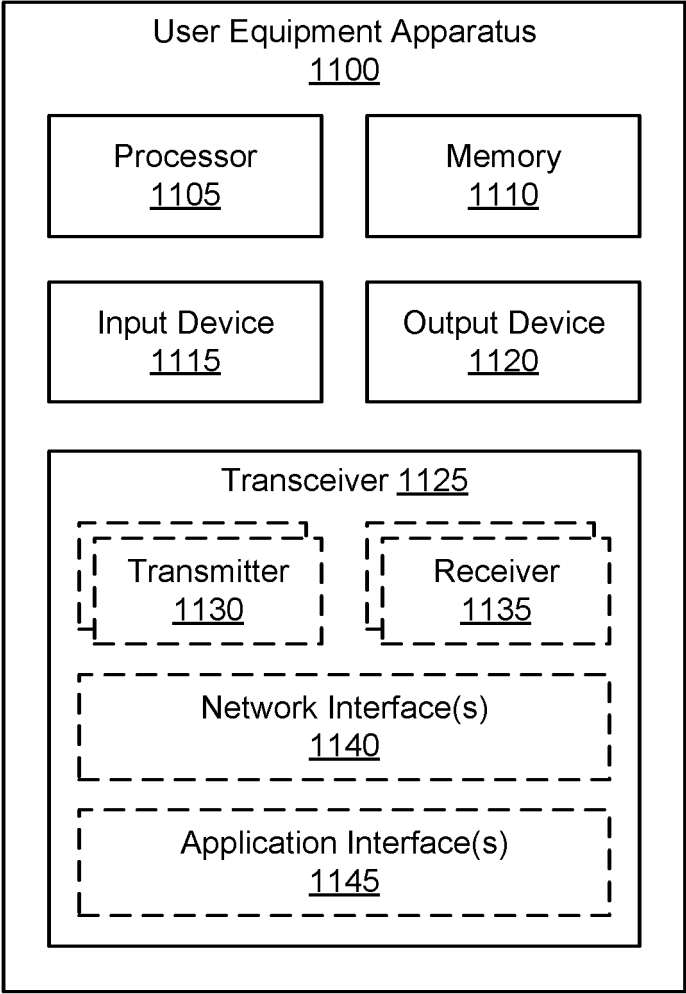 User Equipment Apparatus
1100
Processor
1105
Memory
1110
Input Device
1115
Output Device
1120
Transceiver 1125
Transmitter
1130
Receiver
1135
Network Interface(s)
1140
Application Interface(s)
1145